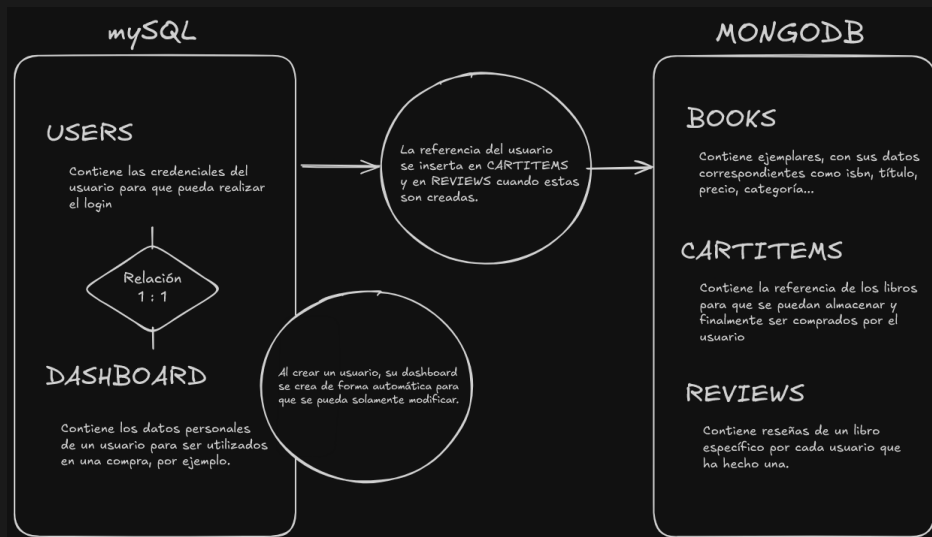 mySQL
USERS
Contiene las credenciales del
usuario para que pueda realizar
el login
Relación
1 : 1
DASHBOARD
Contiene los datos personales
de un usuario para ser utilizados
en una compra, por ejemplo.
La referencia del usuario
se inserta en CARTITEMS
y en REVIEWS cuando estas
son creadas.
Al crear un usuario, su dashboard
se crea de forma automática para
que se pueda solamente modificar.
MONGODB
BOOKS
Contiene ejemplares, con sus datos
correspondientes como isbn, título,
precio, categoría...
CARTITEMS
Contiene la referencia de los libros
para que se puedan almacenar y
finalmente ser comprados por el
usuario
REVIEWS
Contiene reseñas de un libro
específico por cada usuario que
ha hecho una.